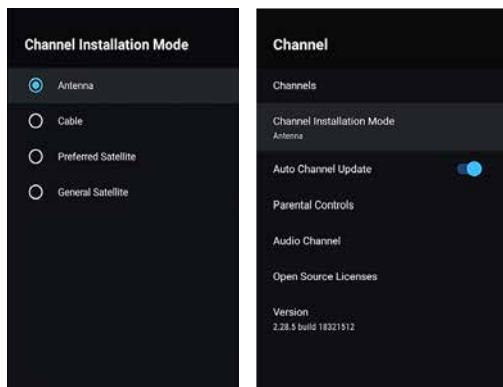 Channel Installation Mode
Antenna
Cable
Preferred Satellite
General Satellite
Channel
Channels
Channel Installation Mode
Antenna
Auto Channel Update
Parental Controls
Audio Channel
Open Source Licenses
Version
2.28.5 build 18321512